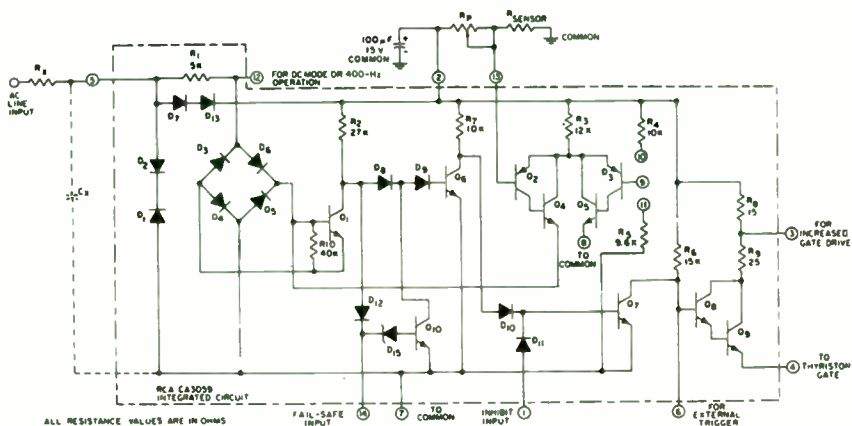 100µF
15 V
COMMON
+
RP
RSENSOR
COMMON
RX
5
R1
5K
12
FOR DC MODE OR 400-Hz
OPERATION
2
13
AC
LINE
INPUT
D7
D13
R2
27K
R7
10K
R3
12K
R4
10K
10
D2
D3
D6
D8
D9
Q6
Q2
Q4
D3
9
CX
D1
D4
Q5
Q1
R10
40K
Q5
11
8
TO
COMMON
R5
9.6K
R8
15
3
FOR
INCREASED
GATE DRIVE
R6
15K
R9
25
D12
D15
Q10
D10
D11
Q7
Q8
Q9
4
TO
THYRISTOR
GATE
RCA CA3059
INTEGRATED CIRCUIT
ALL RESISTANCE VALUES ARE IN OHMS
FAIL-SAFE
INPUT
14
7
TO
COMMON
INHIBIT
INPUT
1
6
FOR
EXTERNAL
TRIGGER